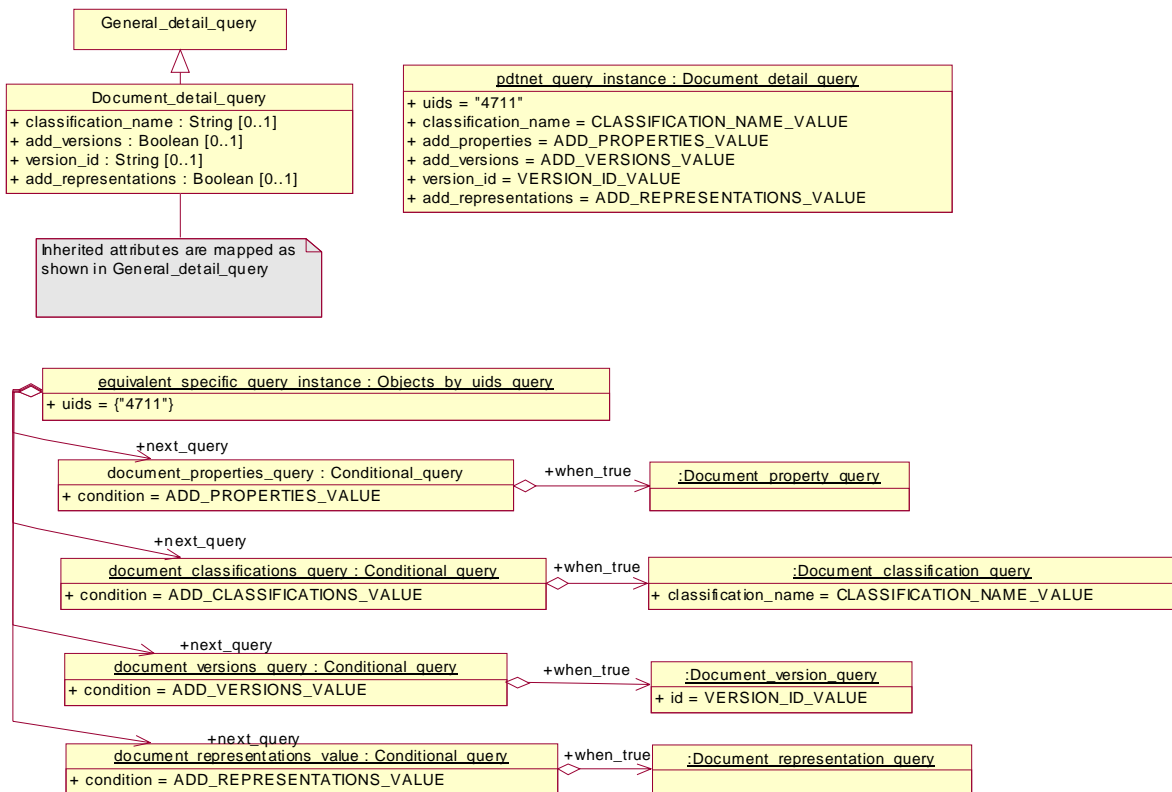 General_detail_query
Document_detail_query
+ classification_name : String [0..1]
+ add_versions : Boolean [0..1]
+ version_id : String [0..1]
+ add_representations : Boolean [0..1]
Inherited attributes are mapped as
shown in General_detail_query
pdtnet_query_instance : Document_detail_query
+ uids = "4711"
+ classification_name = CLASSIFICATION_NAME_VALUE
+ add_properties = ADD_PROPERTIES_VALUE
+ add_versions = ADD_VERSIONS_VALUE
+ version_id = VERSION_ID_VALUE
+ add_representations = ADD_REPRESENTATIONS_VALUE
equivalent_specific_query_instance : Objects_by_uids_query
+ uids = {"4711"}
+next_query
document_properties_query : Conditional_query
+ condition = ADD_PROPERTIES_VALUE
+when_true
:Document_property_query
+next_query
document_classifications_query : Conditional_query
+ condition = ADD_CLASSIFICATIONS_VALUE
+when_true
:Document_classification_query
+ classification_name = CLASSIFICATION_NAME_VALUE
+next_query
document_versions_query : Conditional_query
+ condition = ADD_VERSIONS_VALUE
+when_true
:Document_version_query
+ id = VERSION_ID_VALUE
+next_query
document_representations_value : Conditional_query
+ condition = ADD_REPRESENTATIONS_VALUE
+when_true
:Document_representation_query